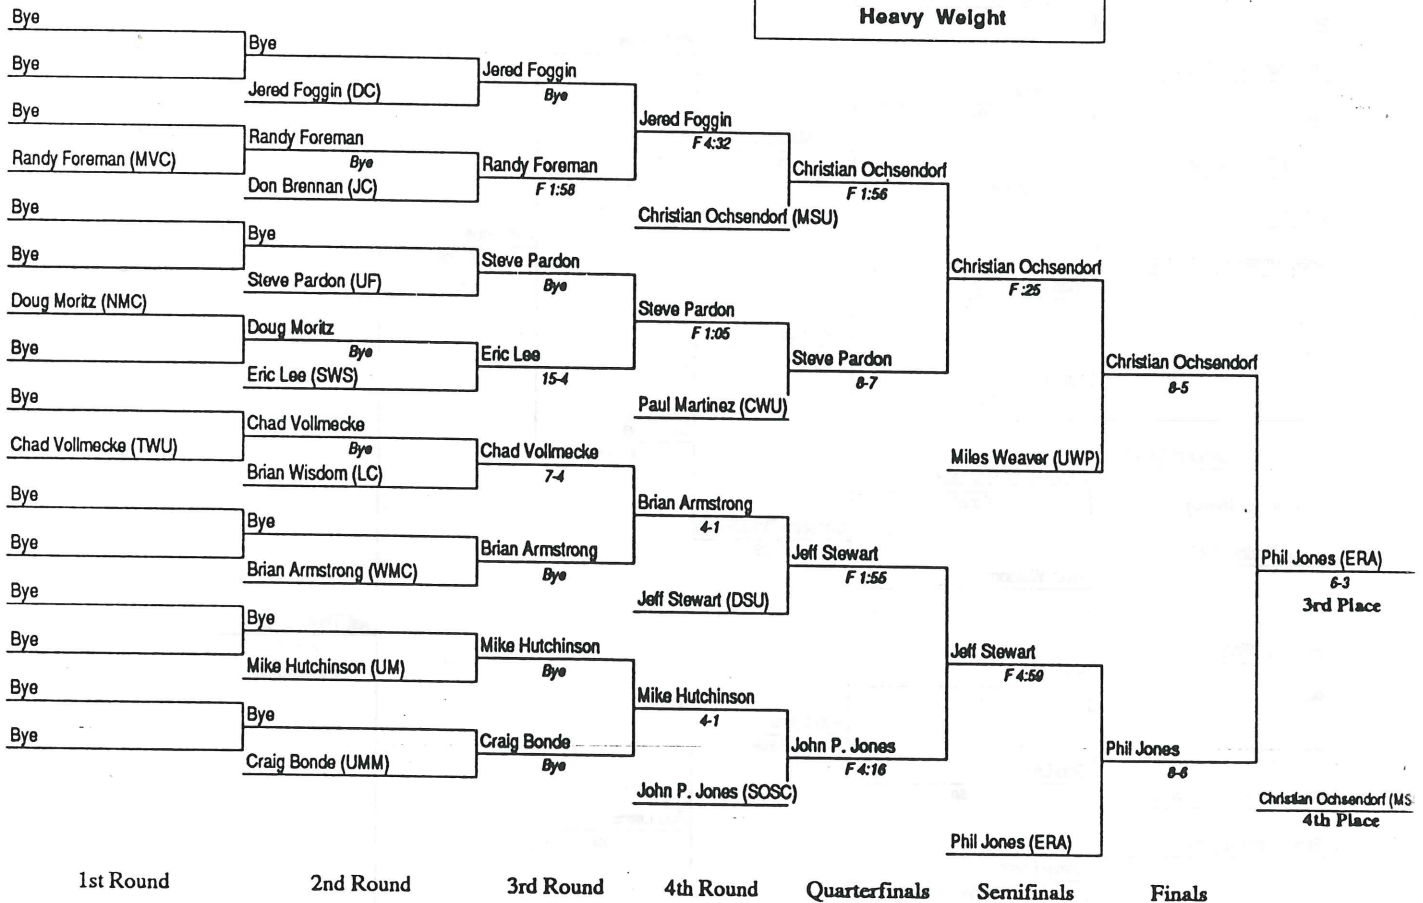 Heavy Weight
Bye
Bye
Bye
Randy Foreman (MVC)
Bye
Bye
Doug Moritz (NMC)
Bye
Bye
Chad Vollmecke (TWU)
Bye
Bye
Bye
Bye
Bye
Bye
1st Round
Bye
Jered Foggin (DC)
Randy Foreman
Bye
Don Brennan (JC)
Bye
Steve Pardon (UF)
Doug Moritz
Bye
Eric Lee (SWS)
Chad Vollmecke
Bye
Brian Wisdom (LC)
Bye
Brian Armstrong (WMC)
Bye
Mike Hutchinson (UM)
Bye
Craig Bonde (UMM)
2nd Round
Jered Foggin
Bye
Randy Foreman
F 1:58
Steve Pardon
Bye
Eric Lee
15-4
Chad Vollmecke
7-4
Brian Armstrong
Bye
Mike Hutchinson
Bye
Craig Bonde
Bye
3rd Round
Jered Foggin
F 4:32
Christian Ochsendorf (MSU)
Steve Pardon
F 1:05
Paul Martinez (CWU)
Brian Armstrong
4-1
Jeff Stewart (DSU)
Mike Hutchinson
4-1
John P. Jones (SOSC)
4th Round
Christian Ochsendorf
F 1:56
Steve Pardon
8-7
Jeff Stewart
F 1:55
John P. Jones
F 4:16
Quarterfinals
Christian Ochsendorf
F :25
Miles Weaver (UWP)
Jeff Stewart
F 4:59
Phil Jones (ERA)
Semifinals
Christian Ochsendorf
8-5
Phil Jones
8-6
Finals
Phil Jones (ERA)
6-3
3rd Place
Christian Ochsendorf (MS
4th Place